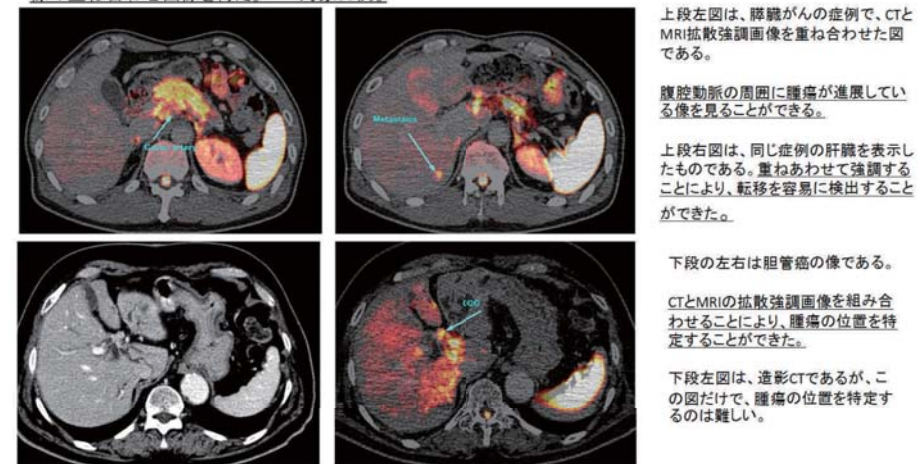 上段左図は、膵臓がんの症例で、CTと
MRI拡散強調画像を重ね合わせた図
である。
腹腔動脈の周囲に腫瘍が進展してい
る像を見ることができる。
上段右図は、同じ症例の肝臓を表示し
たものである。重ねあわせて強調する
ことにより、転移を容易に検出すること
ができた。
Metastasis
下段の左右は胆管癌の像である。
CTとMRIの拡散強調画像を組み合
わせることにより、腫瘍の位置を特
定することができた。
下段左図は、造影CTであるが、こ
の図だけで、腫瘍の位置を特定す
るのは難しい。